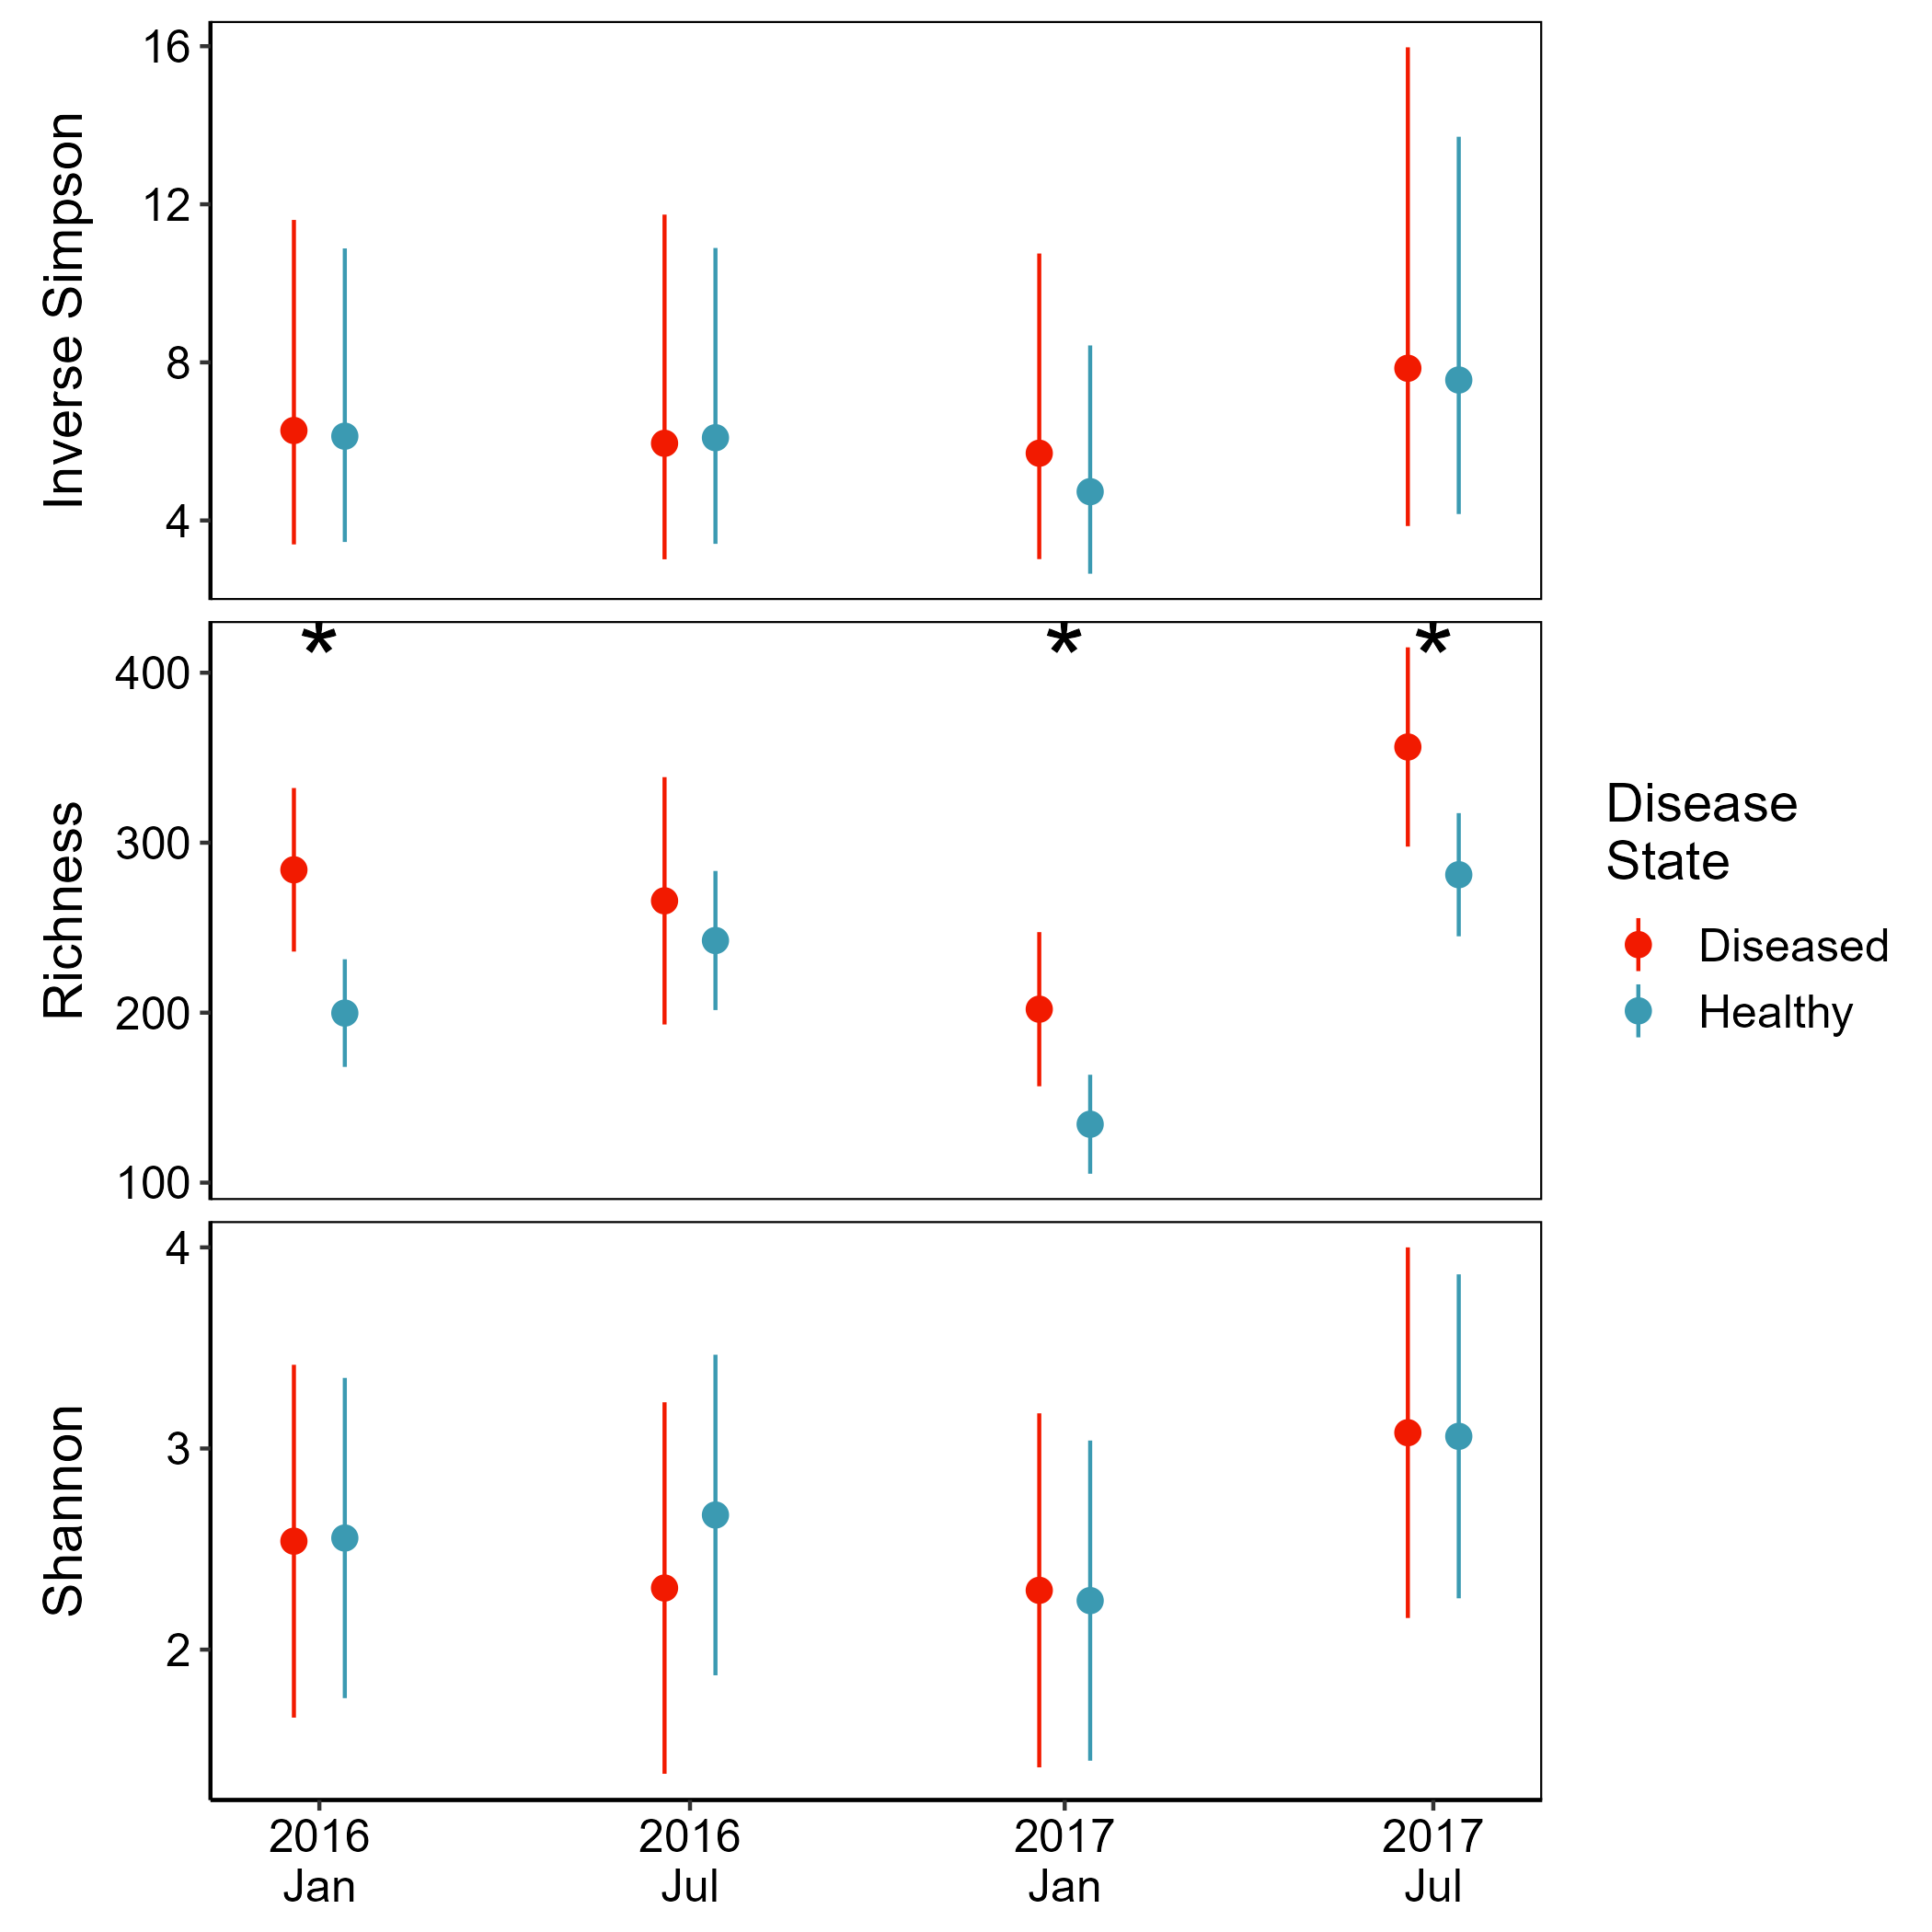 Inverse Simpson
16
12
8
4
Richness
* * *
400
300
200
100
Shannon
4
3
2
2016 2016 2017 2017
Jan Jul Jan Jul
Disease
State
Diseased
Healthy